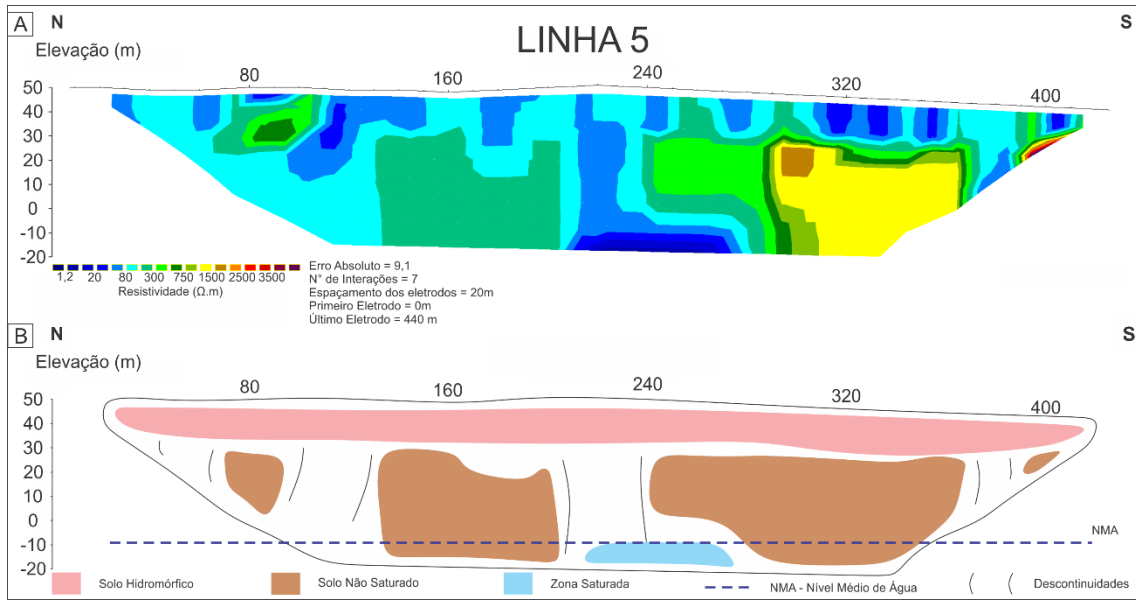 A N S
Elevação (m) LINHA 5
80 160 240 320 400
50
40
30
20
10
0
-10
-20
1,2 20 80 300 750 1500 2500 3500
Resistividade (Ω.m)
Erro Absoluto = 9,1
N° de Interações = 7
Espaçamento dos eletrodos = 20m
Primeiro Eletrodo = 0m
Último Eletrodo = 440 m
B N S
Elevação (m)
80 160 240 320 400
50
40
30
20
10
0
-10
-20
NMA
Solo Hidromórfico Solo Não Saturado Zona Saturada NMA - Nível Médio de Água Descontinuidades